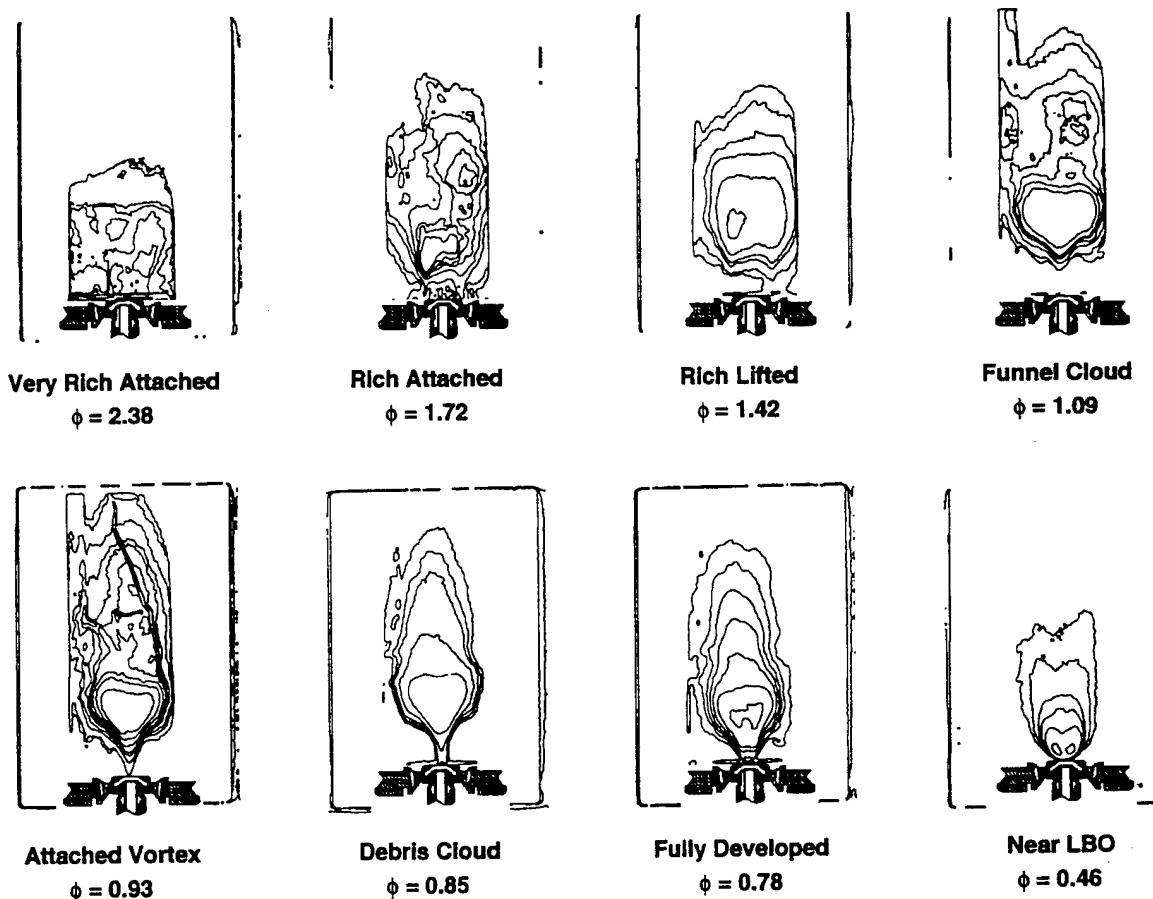 Very Rich Attached
ϕ = 2.38
Rich Attached
ϕ = 1.72
Rich Lifted
ϕ = 1.42
Funnel Cloud
ϕ = 1.09
Attached Vortex
ϕ = 0.93
Debris Cloud
ϕ = 0.85
Fully Developed
ϕ = 0.78
Near LBO
ϕ = 0.46